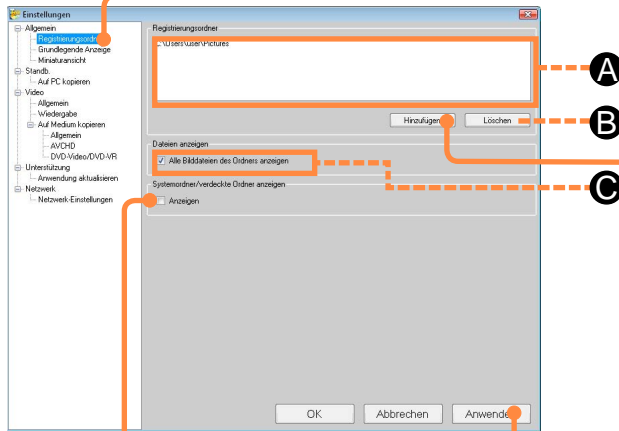 Einstellungen
Allgemein
Registrierungsordner
Grundlegende Anzeige
Miniaturansicht
Standb.
Auf PC kopieren
Video
Allgemein
Wiedergabe
Auf Medium kopieren
Allgemein
AVCHD
DVD-Video/DVD-VR
Unterstützung
Anwendung aktualisieren
Netzwerk
Netzwerk-Einstellungen
Registrierungsordner
C:\Users\user\Pictures
A
Hinzufügen
Löschen
B
Dateien anzeigen
Alle Bilddateien des Ordners anzeigen
C
Systemordner/verdeckte Ordner anzeigen
Anzeigen
OK
Abbrechen
Anwenden